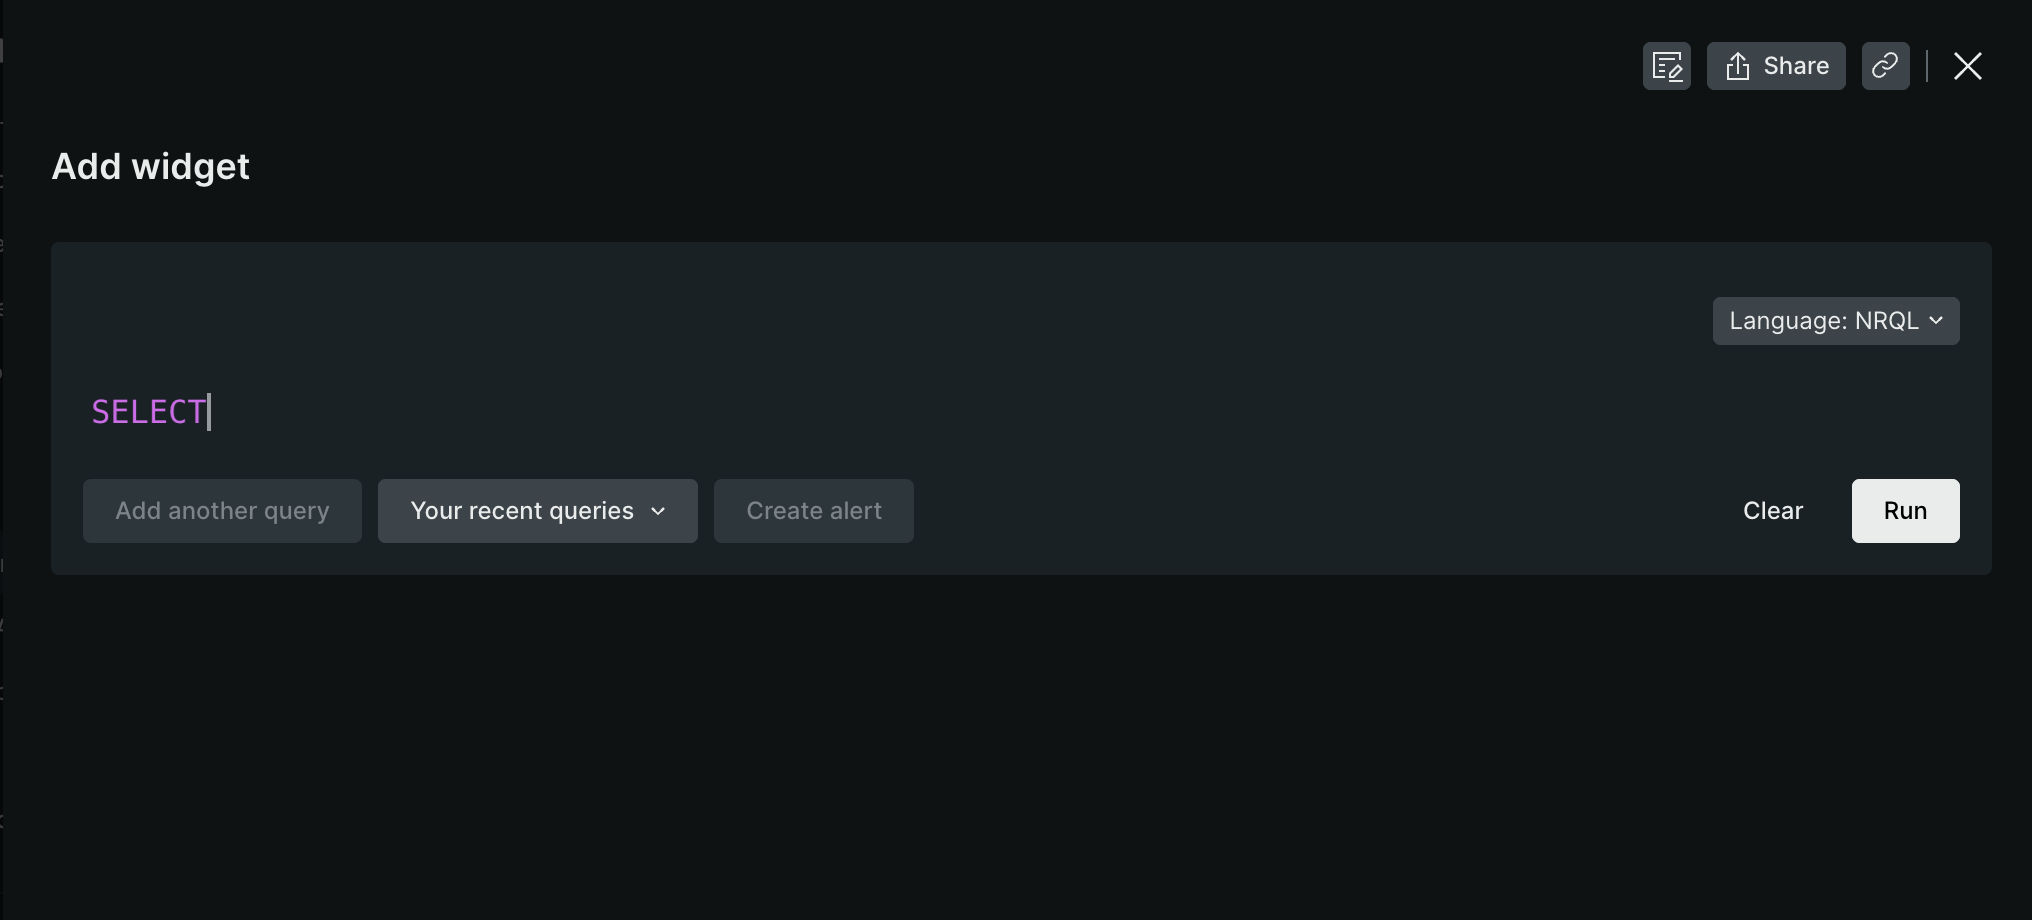 Share
Add widget
Language: NRQL
SELECT
Add another query
Your recent queries
Create alert
Clear
Run